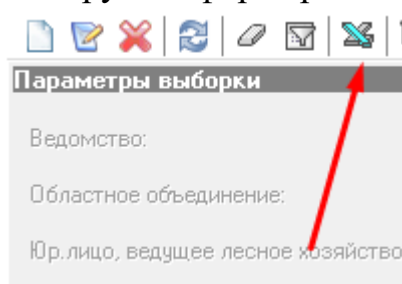 Параметры выборки
Ведомство:
Областное объединение:
Юр.лицо, ведущее лесное хозяйство